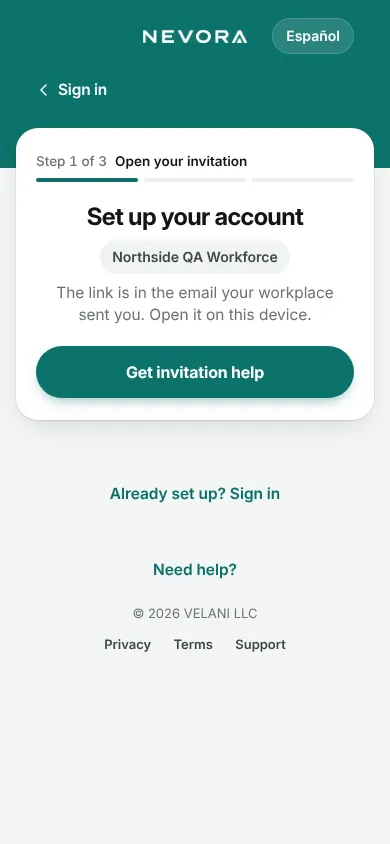 NEVORA
Español
Sign in
Step 1 of 3 Open your invitation
Set up your account
Northside QA Workforce
The link is in the email your workplace
sent you. Open it on this device.
Get invitation help
Already set up? Sign in
Need help?
© 2026 VELANI LLC
Privacy Terms Support